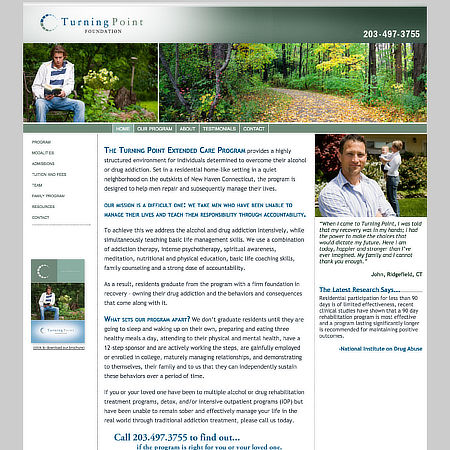 Turning Point
FOUNDATION
203-497-3755
HOME | OUR PROGRAM | ABOUT | TESTIMONIALS | CONTACT
PROGRAM
MODALITIES
ADMISSIONS
TUITION AND FEES
TEAM
FAMILY PROGRAM
RESOURCES
CONTACT
Turning Point
click to download our brochure
THE TURNING POINT EXTENDED CARE PROGRAM provides a highly
structured environment for individuals determined to overcome their alcohol
or drug addiction. Set in a residential home-like setting in a quiet
neighborhood on the outskirts of New Haven Connecticut, the program is
designed to help men repair and subsequently manage their lives.
OUR MISSION IS A DIFFICULT ONE: WE TAKE MEN WHO HAVE BEEN UNABLE TO
MANAGE THEIR LIVES AND TEACH THEM RESPONSIBILITY THROUGH ACCOUNTABILITY.
To achieve this we address the alcohol and drug addiction intensively, while
simultaneously teaching basic life management skills. We use a combination
of addiction therapy, intense psychotherapy, spiritual awareness,
meditation, nutritional and physical education, basic life coaching skills,
family counseling and a strong dose of accountability.
As a result, residents graduate from the program with a firm foundation in
recovery - owning their drug addiction and the behaviors and consequences
that come along with it.
WHAT SETS OUR PROGRAM APART? We don't graduate residents until they are
going to sleep and waking up on their own, preparing and eating three
healthy meals a day, attending to their physical and mental health, have a
12-step sponsor and are actively working the steps, are gainfully employed
or enrolled in college, maturely managing relationships, and demonstrating
to themselves, their family and to us that they can independently sustain
these behaviors over a period of time.
If you or your loved one have been to multiple alcohol or drug rehabilitation
treatment programs, detox, and/or intensive outpatient programs (IOP) but
have been unable to remain sober and effectively manage your life in the
real world through traditional addiction treatment, please call us today.
Call 203.497.3755 to find out...
if the program is right for you or your loved one.
"When I came to Turning Point, I was told
that my recovery was in my hands; I had
the power to make the choices that
would dictate my future. Here I am
today, happier and stronger than I've
ever imagined. My family and I cannot
thank you enough."
John, Ridgefield, CT
The Latest Research Says...
Residential participation for less than 90
days is of limited effectiveness, recent
clinical studies have shown that a 90 day
rehabilitation program is most effective
and a program lasting significantly longer
is recommended for maintaining positive
outcomes.
-National Institute on Drug Abuse